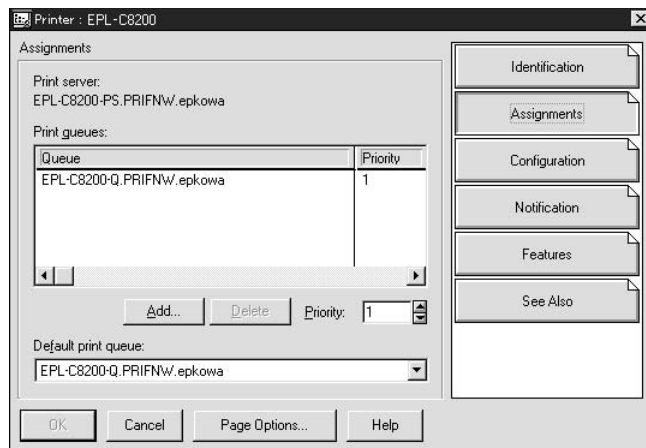 Printer : EPL-C8200
Assignments
Print server:
EPL-C8200-PS.PRIFNW.epkowa
Print queues:
Queue Priority
EPL-C8200-Q.PRIFNW.epkowa 1
Add... Delete Priority: 1
Default print queue:
EPL-C8200-Q.PRIFNW.epkowa
OK Cancel Page Options... Help
Identification
Assignments
Configuration
Notification
Features
See Also